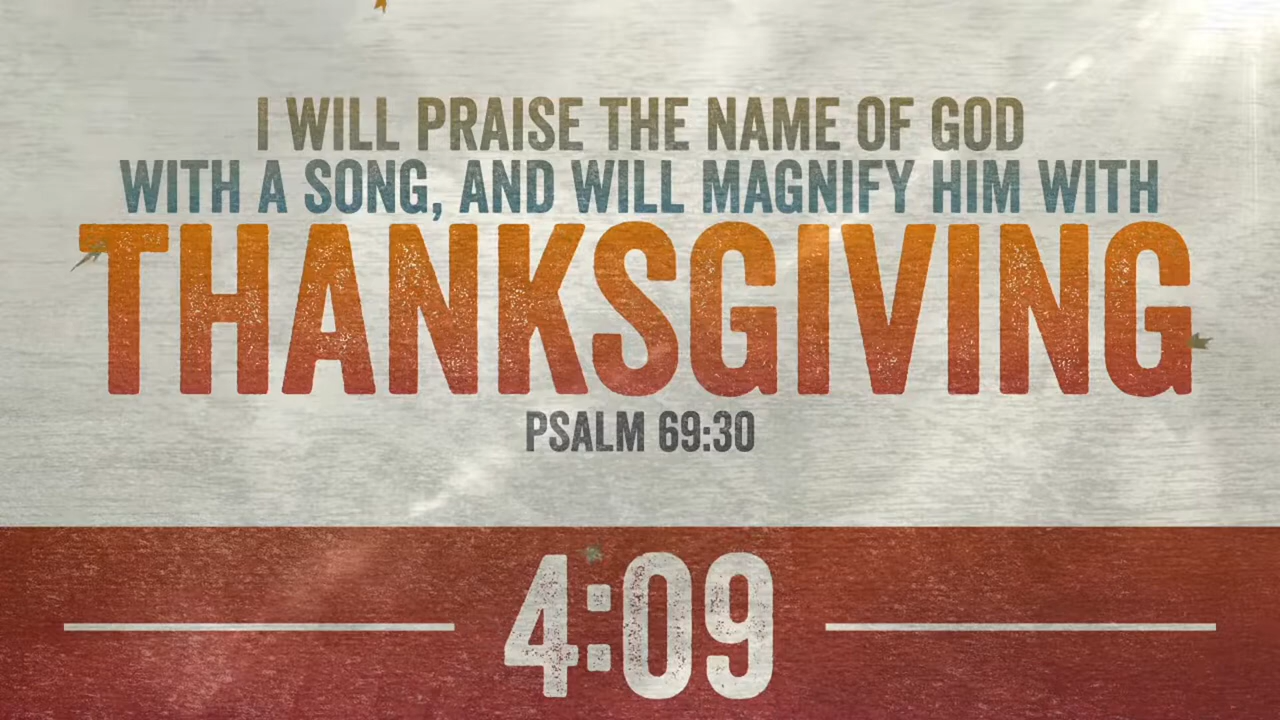 I WILL PRAISE THE NAME OF GOD
WITH A SONG, AND WILL MAGNIFY HIM WITH
THANKSGIVING
PSALM 69:30
4:09